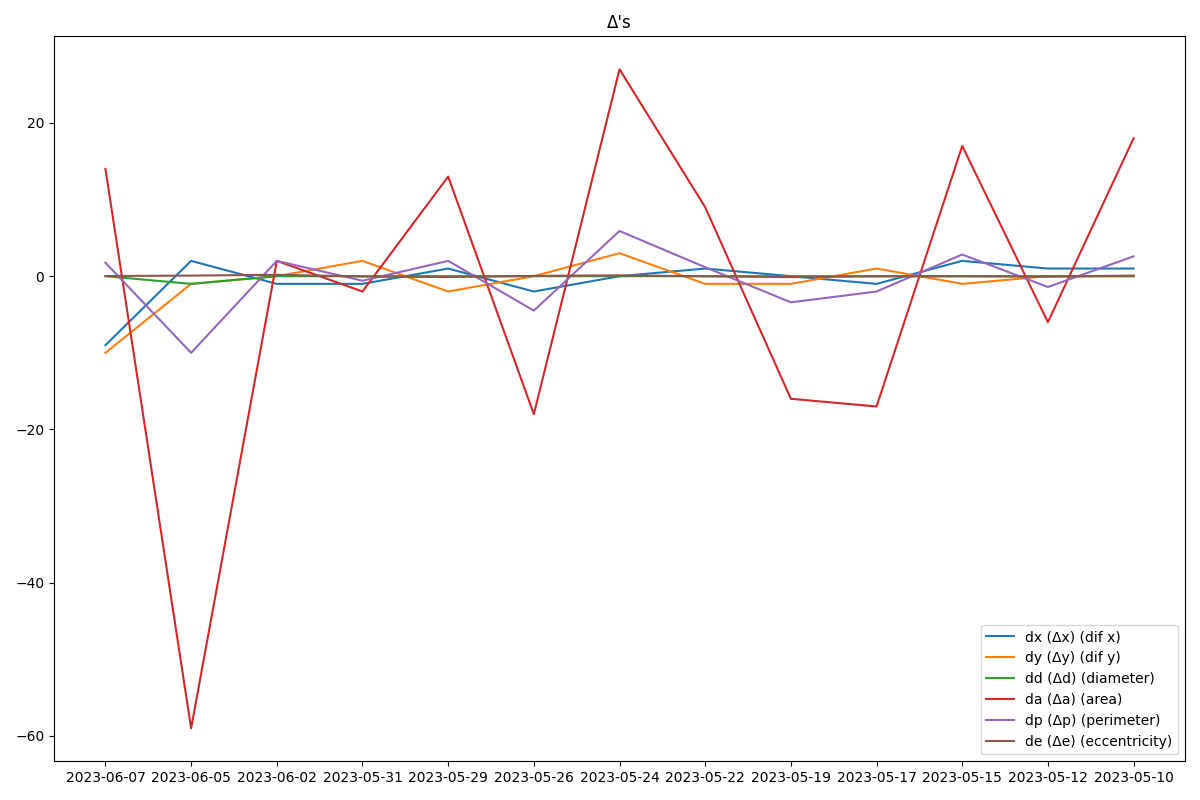 Δ's
20
0
−20
−40
−60
dx (Δx) (dif x)
dy (Δy) (dif y)
dd (Δd) (diameter)
da (Δa) (area)
dp (Δp) (perimeter)
de (Δe) (eccentricity)
2023-06-07 2023-06-05 2023-06-02 2023-05-31 2023-05-29 2023-05-26 2023-05-24 2023-05-22 2023-05-19 2023-05-17 2023-05-15 2023-05-12 2023-05-10